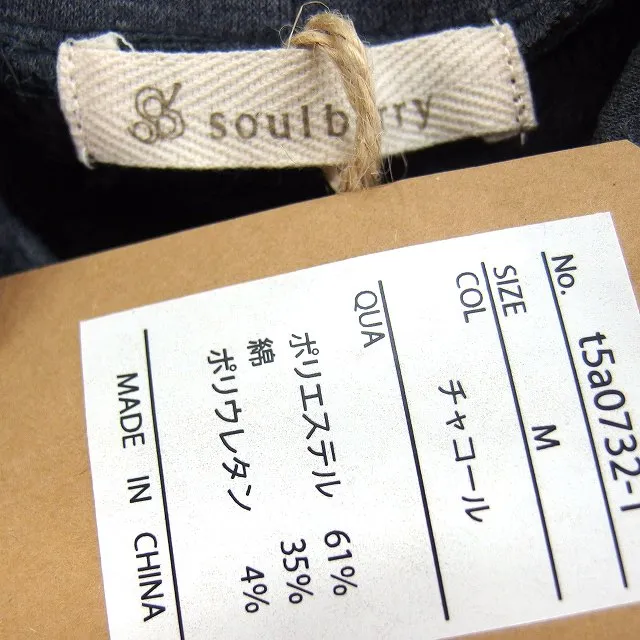 soulberry
No. t5a0732-1
SIZE M
COL チャコール
QUA
ポリエステル 61%
綿 35%
ポリウレタン 4%
MADE IN CHINA